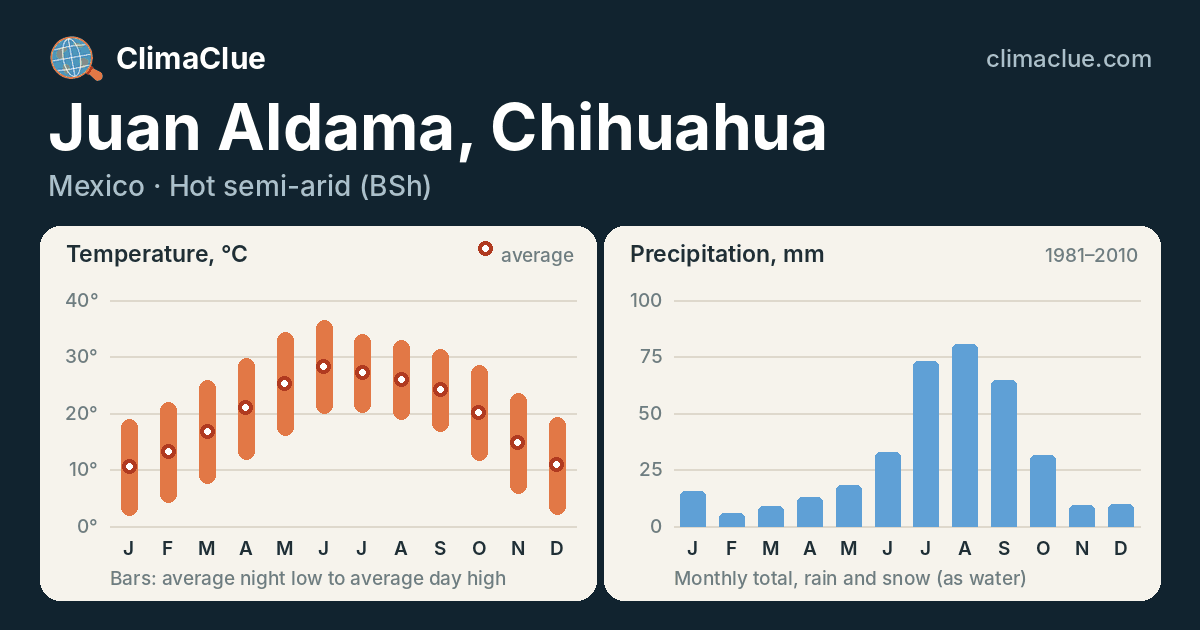 ClimaClue
climaclue.com
Juan Aldama, Chihuahua
Mexico · Hot semi-arid (BSh)
Temperature, °C
average
40°
30°
20°
10°
0°
J F M A M J J A S O N D
Bars: average night low to average day high
Precipitation, mm
1981–2010
100
75
50
25
0
J F M A M J J A S O N D
Monthly total, rain and snow (as water)